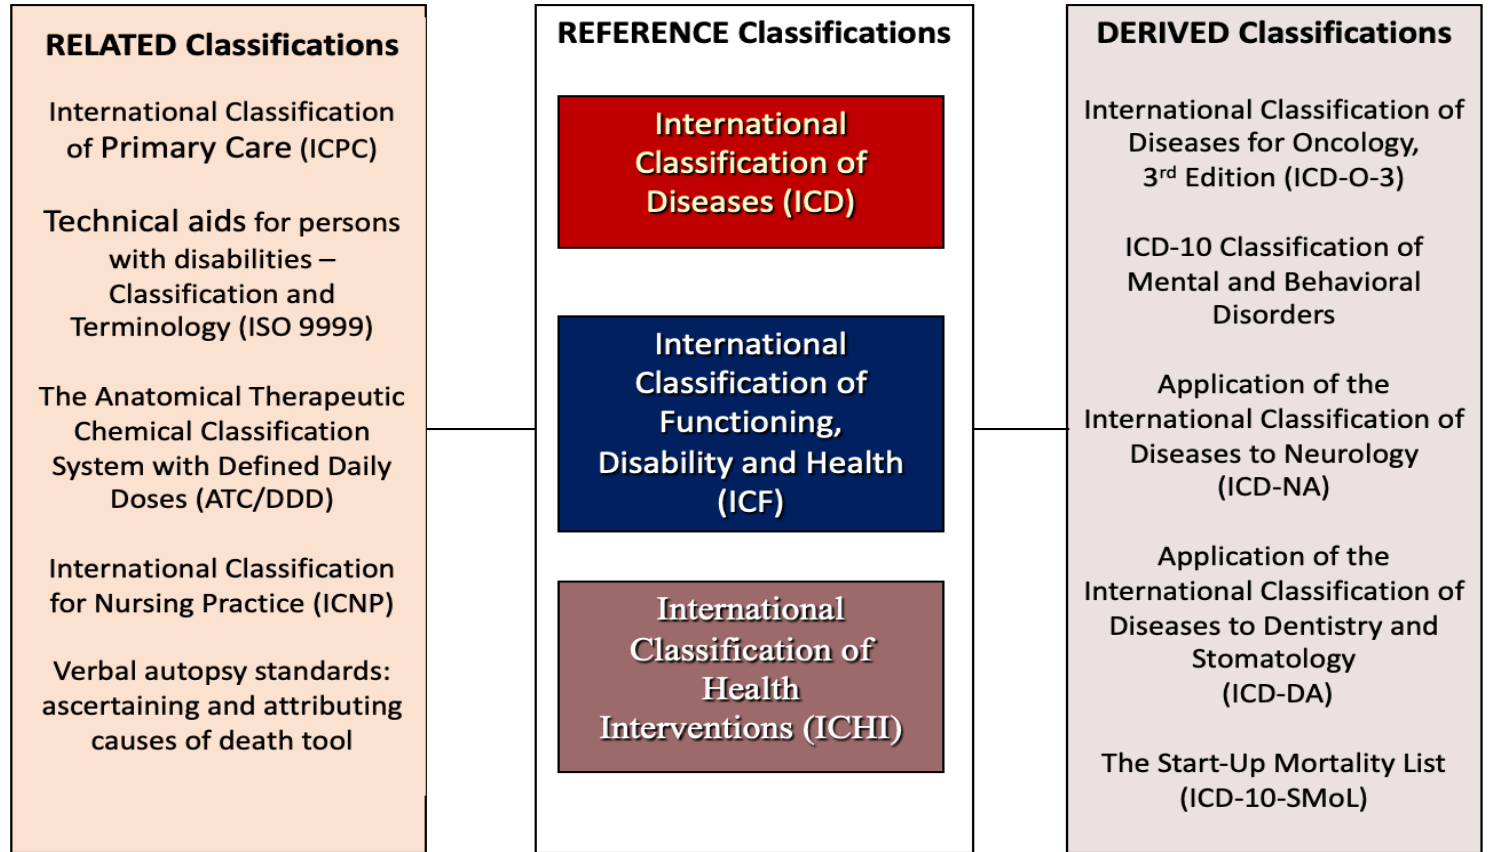 RELATED Classifications
International Classification
of Primary Care (ICPC)
Technical aids for persons
with disabilities –
Classification and
Terminology (ISO 9999)
The Anatomical Therapeutic
Chemical Classification
System with Defined Daily
Doses (ATC/DDD)
International Classification
for Nursing Practice (ICNP)
Verbal autopsy standards:
ascertaining and attributing
causes of death tool
REFERENCE Classifications
International
Classification of
Diseases (ICD)
International
Classification of
Functioning,
Disability and Health
(ICF)
International
Classification of
Health
Interventions (ICHI)
DERIVED Classifications
International Classification of
Diseases for Oncology,
3rd Edition (ICD-O-3)
ICD-10 Classification of
Mental and Behavioral
Disorders
Application of the
International Classification of
Diseases to Neurology
(ICD-NA)
Application of the
International Classification of
Diseases to Dentistry and
Stomatology
(ICD-DA)
The Start-Up Mortality List
(ICD-10-SMoL)